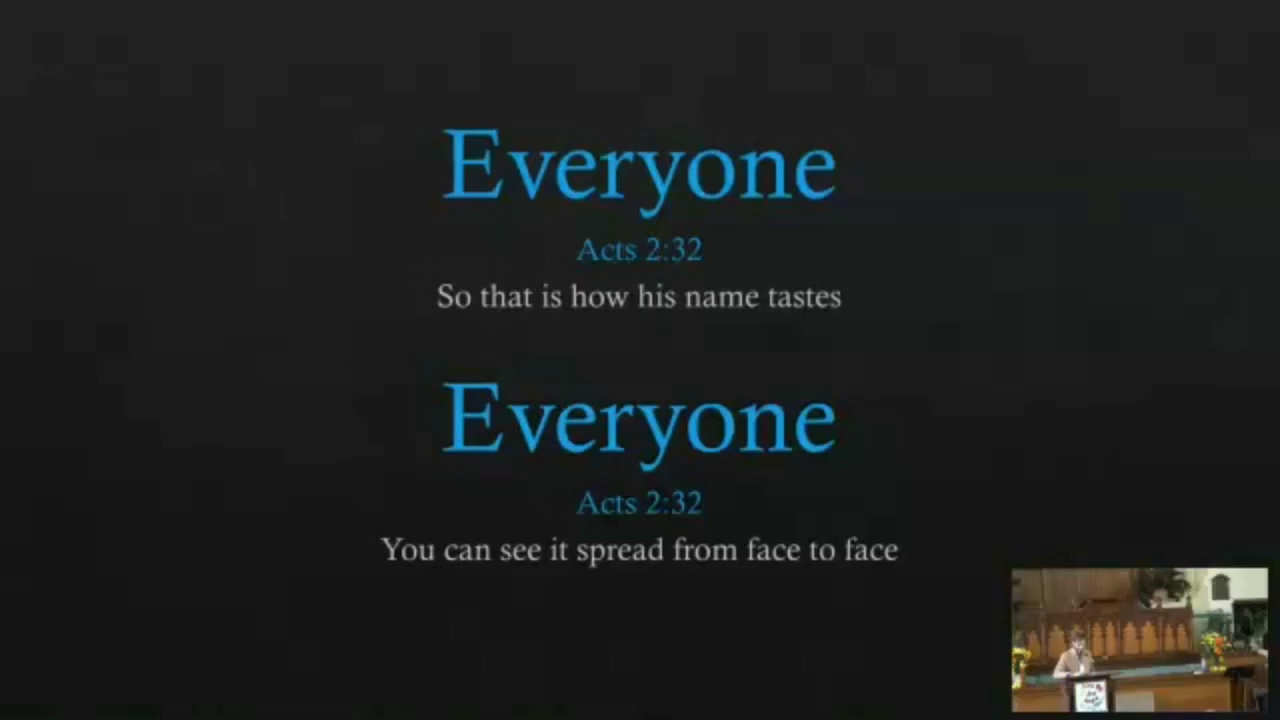 Everyone
Acts 2:32
So that is how his name tastes
Everyone
Acts 2:32
You can see it spread from face to face